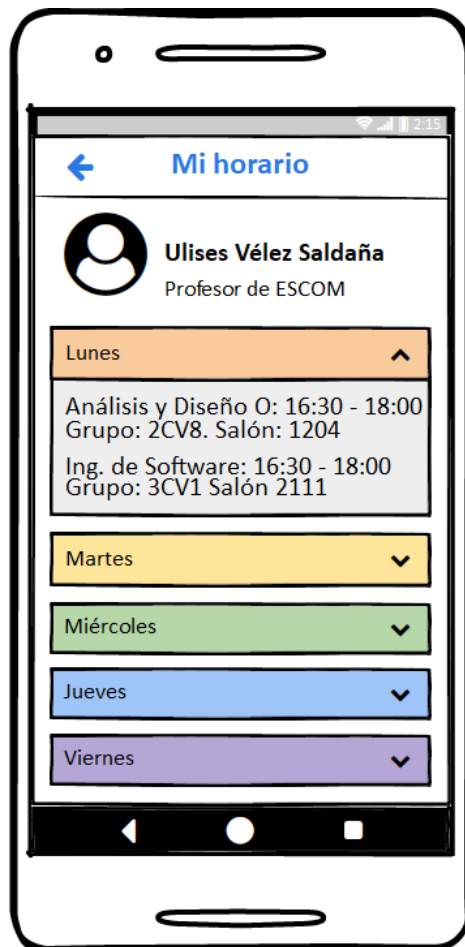 2:15
Mi horario
Ulises Vélez Saldaña
Profesor de ESCOM
Lunes
Análisis y Diseño O: 16:30 - 18:00
Grupo: 2CV8. Salón: 1204
Ing. de Software: 16:30 - 18:00
Grupo: 3CV1 Salón 2111
Martes
Miércoles
Jueves
Viernes